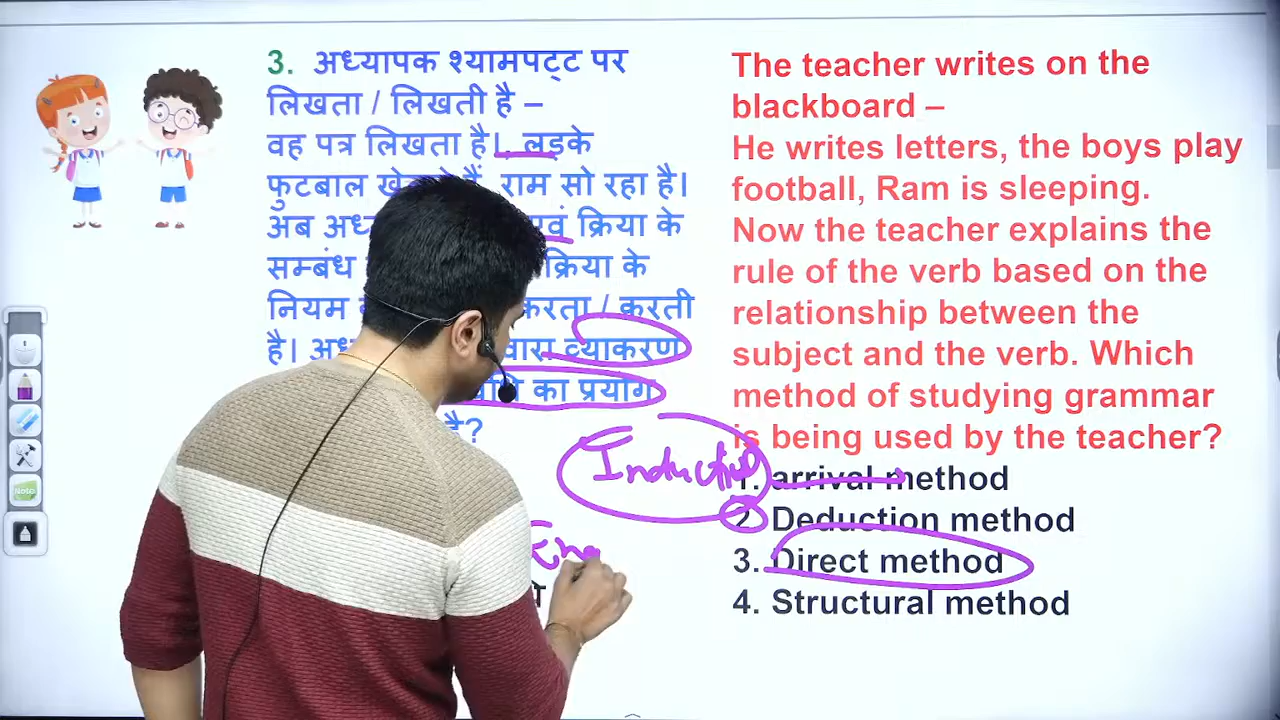 3. अध्यापक श्यामपट्ट पर
लिखता / लिखती है –
वह पत्र लिखता है।, लड़के
फुटबाल राम सो रहा है।
अब क्रिया के
सम्बंध क्रिया के
नियम करता / करती
है। व्याकरण
का प्रयोग
है?
The teacher writes on the
blackboard –
He writes letters, the boys play
football, Ram is sleeping.
Now the teacher explains the
rule of the verb based on the
relationship between the
subject and the verb. Which
method of studying grammar
is being used by the teacher?
Inductive
1. arrival method
2. Deduction method
3. Direct method
4. Structural method
Note